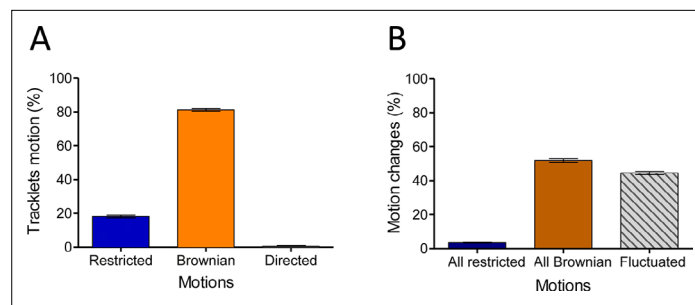 A
Tracklets motion (%)
100
80
60
40
20
0
Restricted Brownian Directed
Motions
B
Motion changes (%)
100
80
60
40
20
0
All restricted All Brownian Fluctuated
Motions